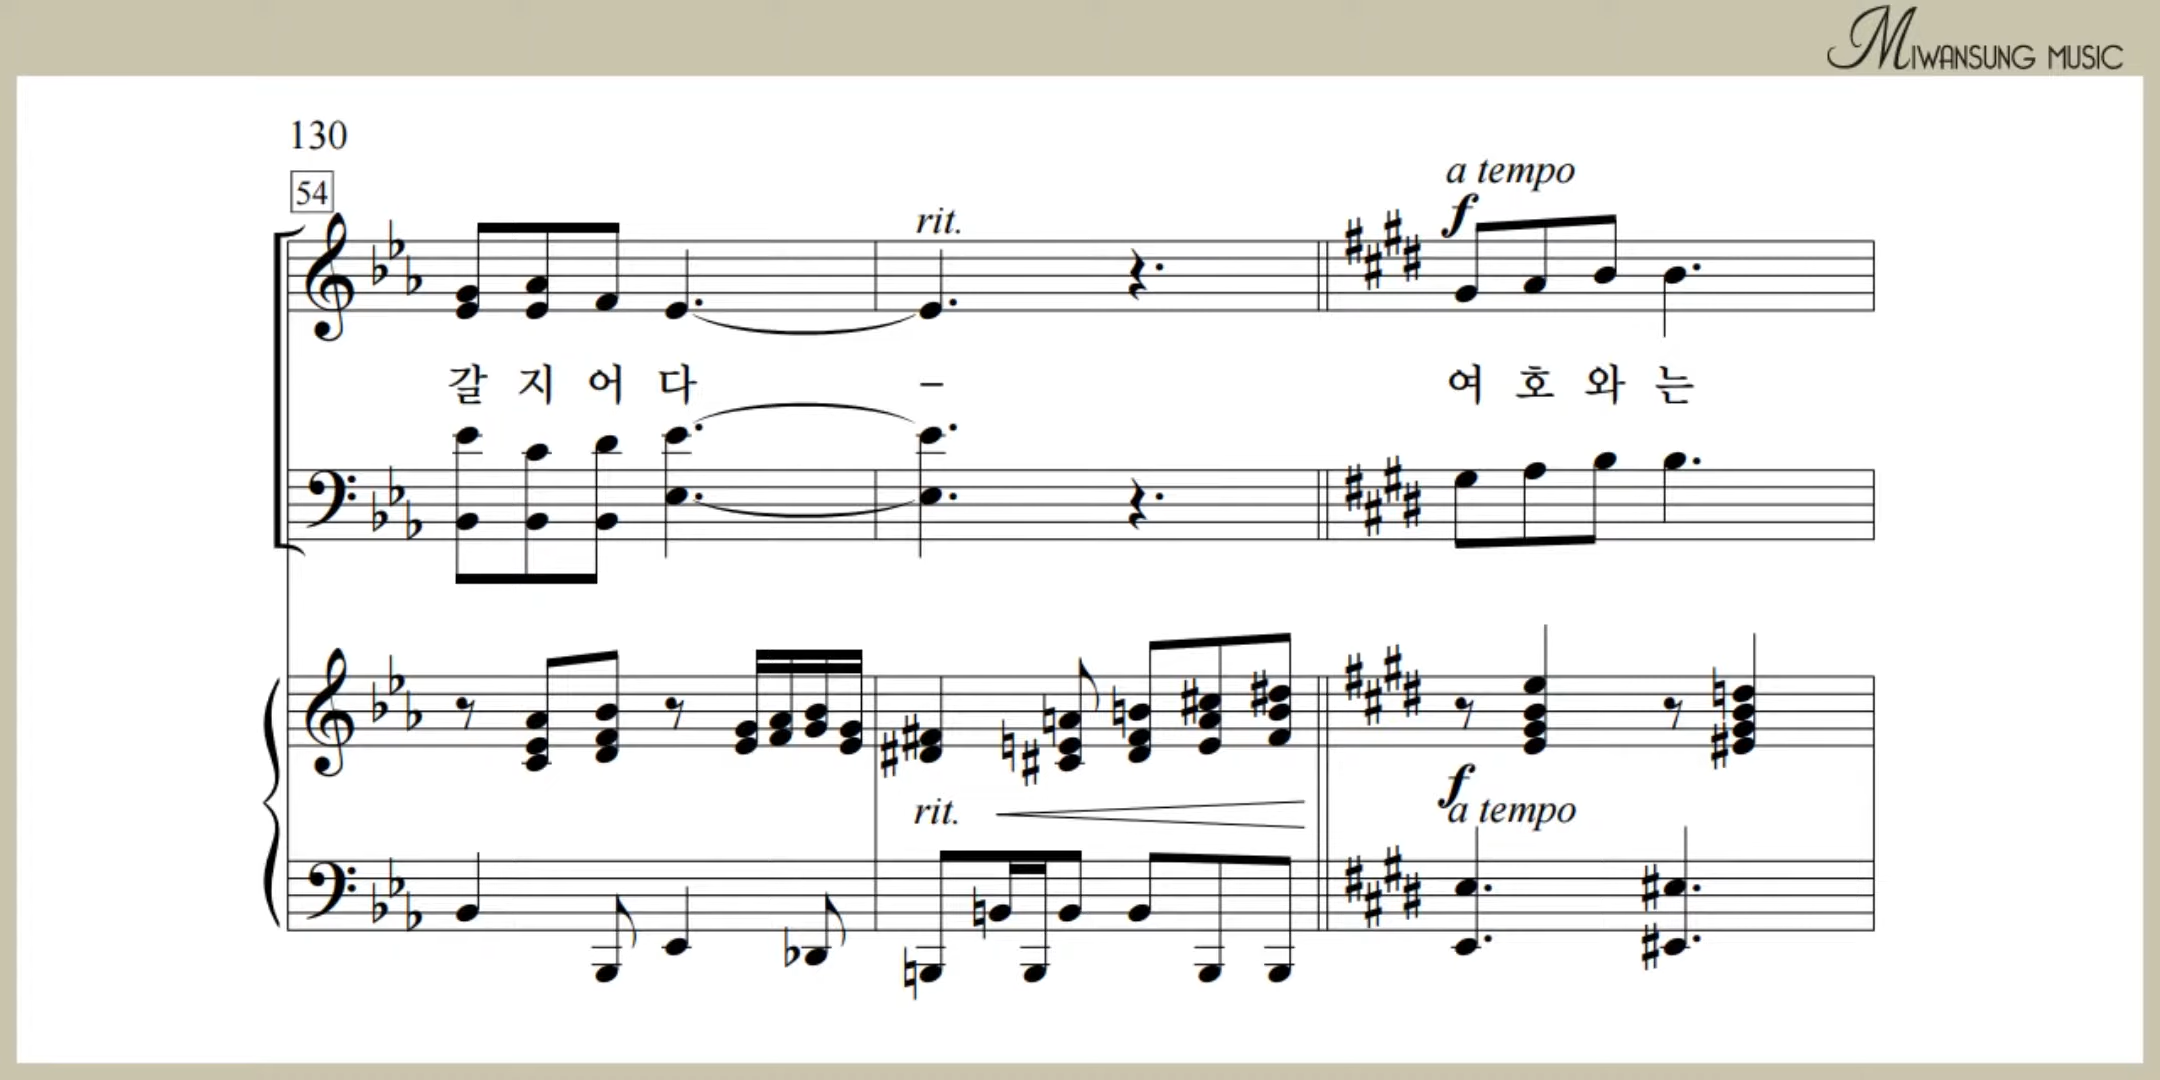 MIWANSUNG MUSIC
130
54
a tempo
f
rit.
갈 지 어 다 – 여 호 와 는
f
rit. a tempo